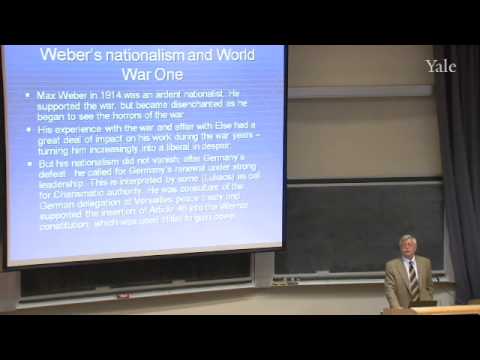 Weber's nationalism and World
War One
Yale
Max Weber in 1914 was an ardent nationalist. He
supported the war, but became disenchanted as he
began to see the horrors of the war.
His experience with the war and affair with Else had a
great deal of impact on his work during the war years –
turning him increasingly into a liberal in despair.
But his nationalism did not vanish; after Germany's
defeat he called for Germany's renewal under strong
leadership. This is interpreted by some (Lukacs) as call
for Charismatic authority. He was consultant of the
German delegation at Versailles peace treaty and
supported the insertion of Article 48 into the Weimar
constitution, which was used Hitler to gain power.